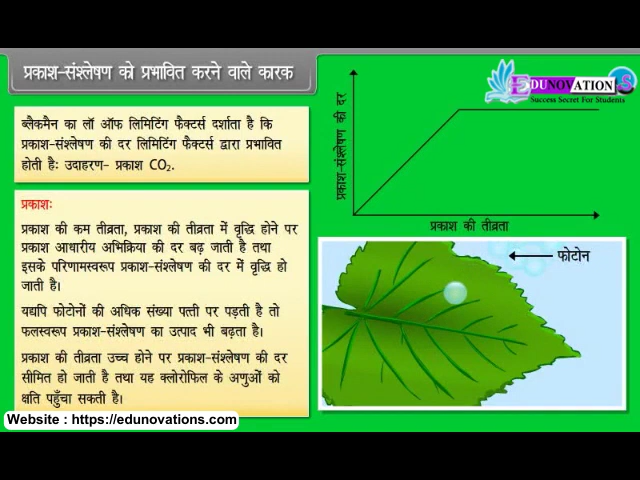 प्रकाश-संश्लेषण को प्रभावित करने वाले कारक
EDUNOVATIONS
Success Secret For Students
ब्लैकमैन का लॉ ऑफ लिमिटिंग फैक्टर्स दर्शाता है कि
प्रकाश-संश्लेषण की दर लिमिटिंग फैक्टर्स द्वारा प्रभावित
होती हैः उदाहरण- प्रकाश CO₂.
प्रकाशः
प्रकाश की कम तीव्रता, प्रकाश की तीव्रता में वृद्धि होने पर
प्रकाश आधारीय अभिक्रिया की दर बढ़ जाती है तथा
इसके परिणामस्वरूप प्रकाश-संश्लेषण की दर में वृद्धि हो
जाती है।
यद्यपि फोटोनों की अधिक संख्या पत्ती पर पड़ती है तो
फलस्वरूप प्रकाश-संश्लेषण का उत्पाद भी बढ़ता है।
प्रकाश की तीव्रता उच्च होने पर प्रकाश-संश्लेषण की दर
सीमित हो जाती है तथा यह क्लोरोफिल के अणुओं को
क्षति पहुँचा सकती है।
प्रकाश-संश्लेषण की दर
प्रकाश की तीव्रता
फोटोन
Website : https://edunovations.com/